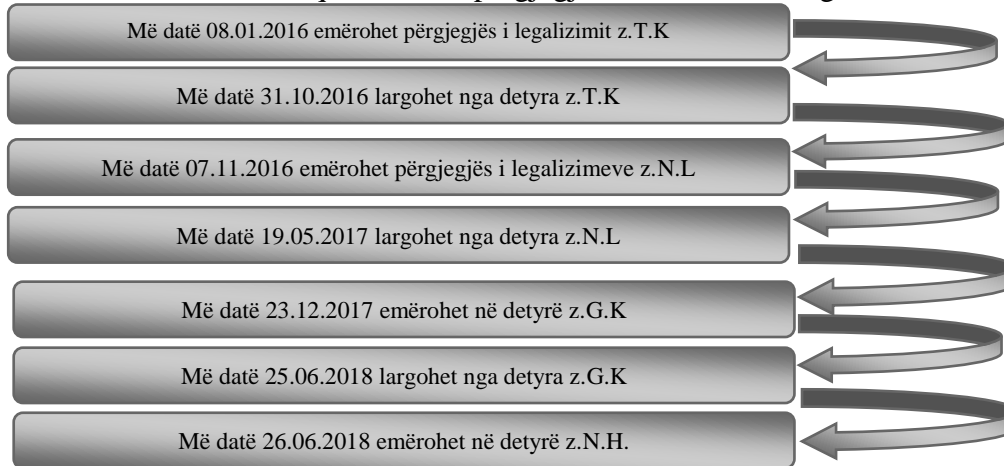 Më datë 08.01.2016 emërohet përgjegjës i legalizimit z.T.K
Më datë 31.10.2016 largohet nga detyra z.T.K
Më datë 07.11.2016 emërohet përgjegjës i legalizimeve z.N.L
Më datë 19.05.2017 largohet nga detyra z.N.L
Më datë 23.12.2017 emërohet në detyrë z.G.K
Më datë 25.06.2018 largohet nga detyra z.G.K
Më datë 26.06.2018 emërohet në detyrë z.N.H.